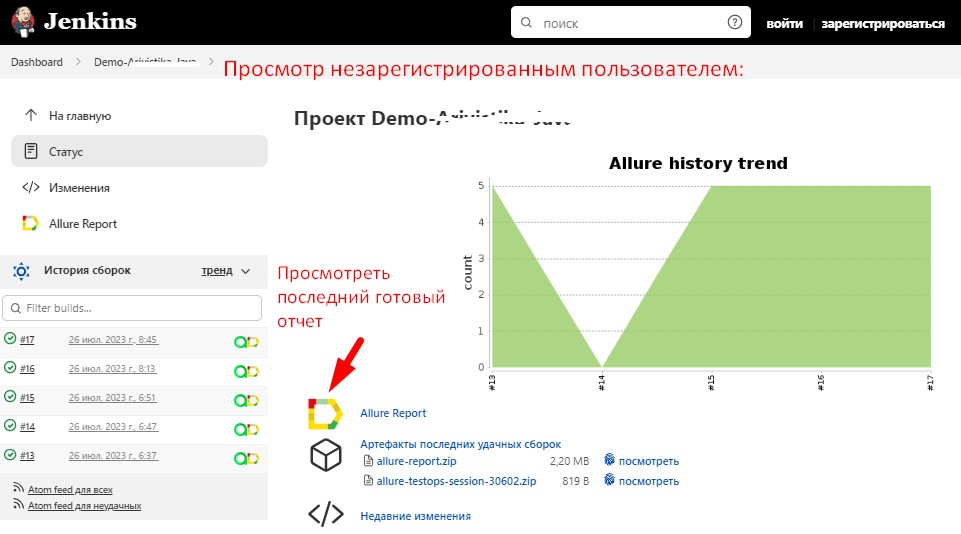 Jenkins
поиск
войти
зарегистрироваться
Dashboard
Demo-
Просмотр незарегистрированным пользователем:
На главную
Статус
Изменения
Allure Report
История сборок
тренд
Filter builds...
#17 26 июл. 2023 г., 8:45
#16 26 июл. 2023 г., 8:13
#15 26 июл. 2023 г., 6:51
#14 26 июл. 2023 г., 6:47
#13 26 июл. 2023 г., 6:37
Atom feed для всех
Atom feed для неудачных
Проект Demo-
Allure history trend
count
5
4
3
2
1
0
#13
#14
#15
#16
#17
Просмотреть
последний готовый
отчет
Allure Report
Артефакты последних удачных сборок
allure-report.zip 2,20 MB посмотреть
allure-testops-session-30602.zip 819 B посмотреть
Недавние изменения